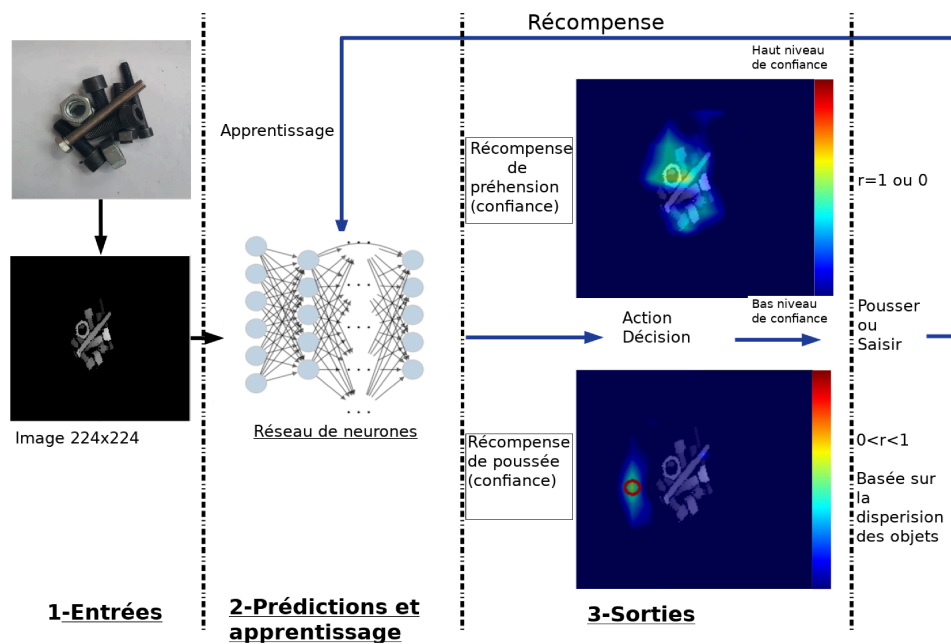 Récompense
Haut niveau
de confiance
Apprentissage
Récompense
de
préhension
(confiance)
r=1 ou 0
Image 224x224
Réseau de neurones
Action
Décision
Bas niveau
de confiance
Pousser
ou
Saisir
Récompense
de poussée
(confiance)
0<r<1
Basée sur
la
disperision
des objets
1-Entrées
2-Prédictions et
apprentissage
3-Sorties